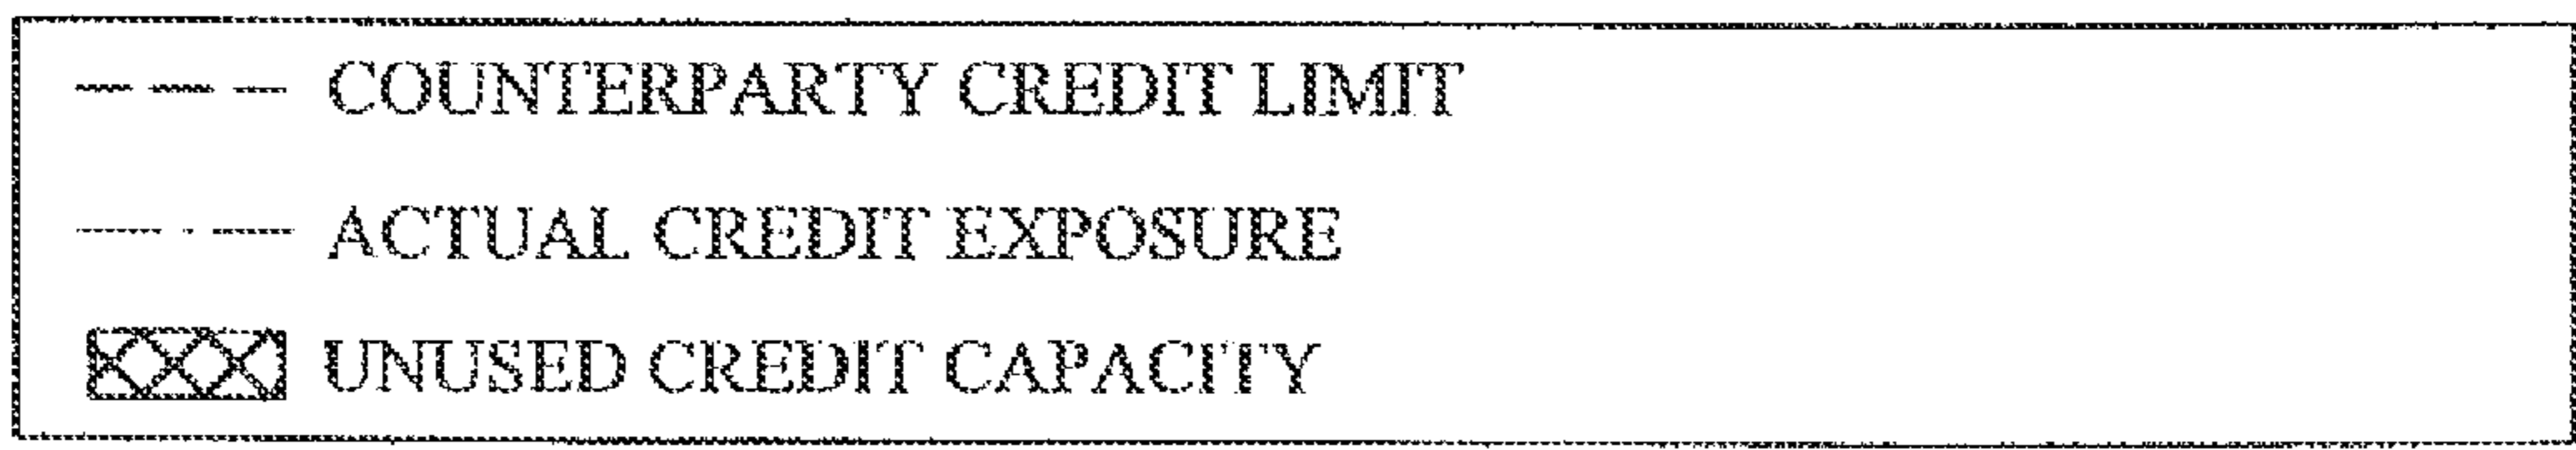 COUNTERPARTY CREDIT LIMIT
ACTUAL CREDIT EXPOSURE
UNUSED CREDIT CAPACITY